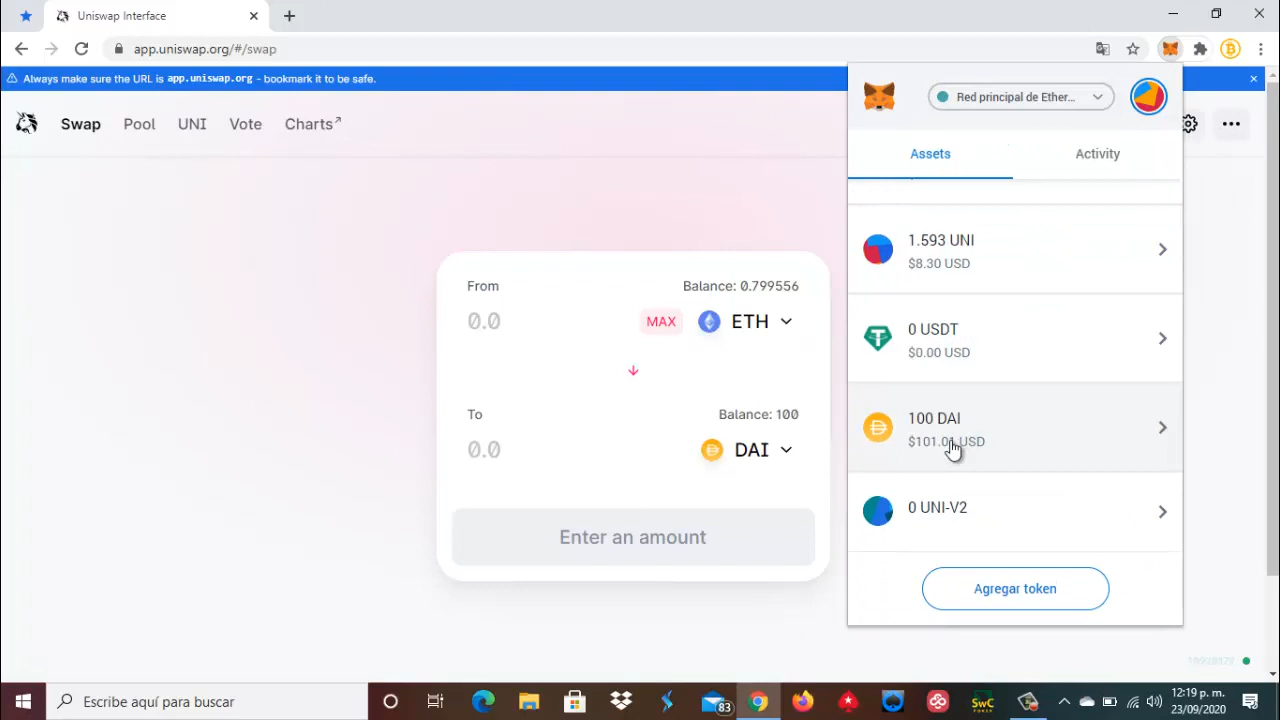 Uniswap Interface
app.uniswap.org/#/swap
Always make sure the URL is app.uniswap.org - bookmark it to be safe.
Swap
Pool
UNI
Vote
Charts↗
From
Balance: 0.799556
0.0
MAX
ETH
To
Balance: 100
0.0
DAI
Enter an amount
Red principal de Ether...
Assets
Activity
1.593 UNI
$8.30 USD
0 USDT
$0.00 USD
100 DAI
USD
0 UNI-V2
Agregar token
Escribe aquí para buscar
83
SwC
12:19 p. m.
23/09/2020